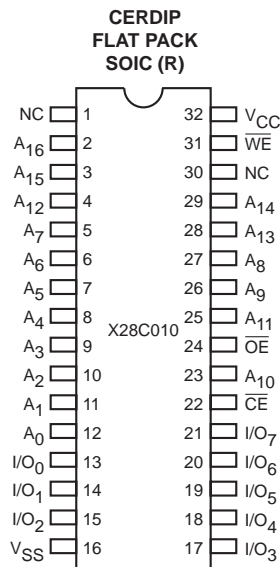 CERDIP
FLAT PACK
SOIC (R)
NC 1 32 VCC
A16 2 31 W̅E̅
A15 3 30 NC
A12 4 29 A14
A7 5 28 A13
A6 6 27 A8
A5 7 26 A9
A4 8 25 A11
X28C010
A3 9 24 O̅E̅
A2 10 23 A10
A1 11 22 C̅E̅
A0 12 21 I/O7
I/O0 13 20 I/O6
I/O1 14 19 I/O5
I/O2 15 18 I/O4
VSS 16 17 I/O3